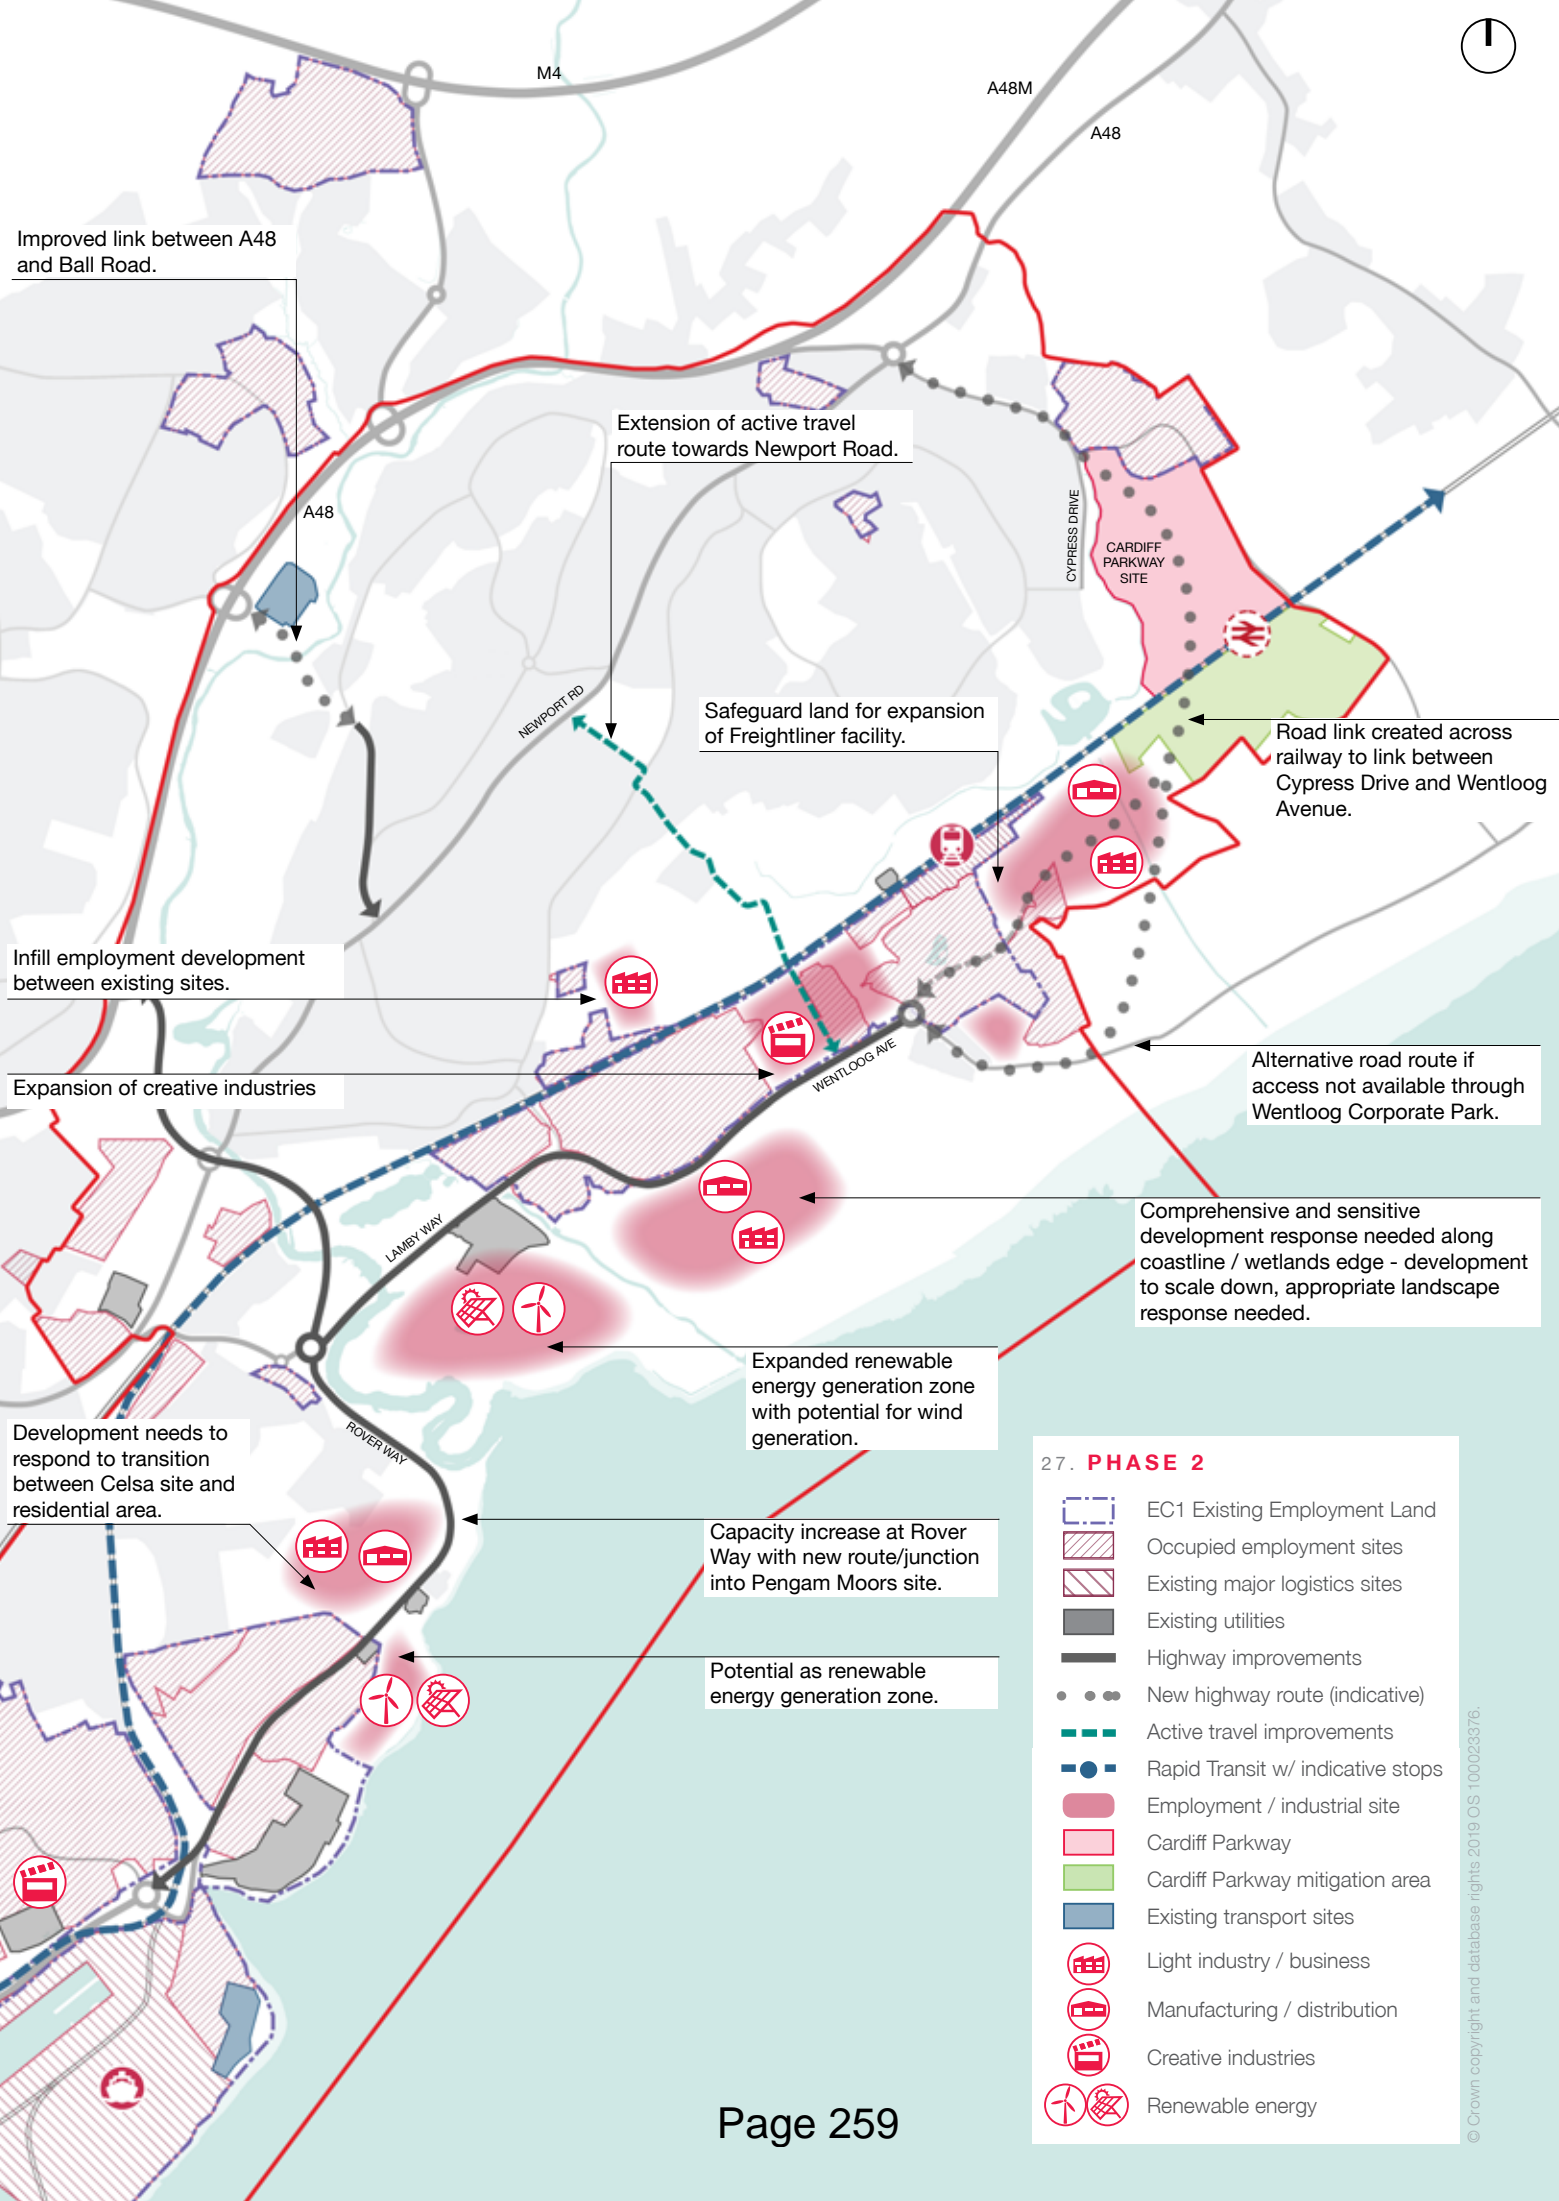 M4
A48M
A48
Improved link between A48
and Ball Road.
Extension of active travel
route towards Newport Road.
A48
CYPRESS DRIVE
CARDIFF
PARKWAY
SITE
NEWPORT RD
Safeguard land for expansion
of Freightliner facility.
Road link created across
railway to link between
Cypress Drive and Wentloog
Avenue.
Infill employment development
between existing sites.
Expansion of creative industries
WENTLOOG AVE
Alternative road route if
access not available through
Wentloog Corporate Park.
LAMBY WAY
Comprehensive and sensitive
development response needed along
coastline / wetlands edge - development
to scale down, appropriate landscape
response needed.
Expanded renewable
energy generation zone
with potential for wind
generation.
ROVER WAY
Development needs to
respond to transition
between Celsa site and
residential area.
Capacity increase at Rover
Way with new route/junction
into Pengam Moors site.
Potential as renewable
energy generation zone.
27. PHASE 2
EC1 Existing Employment Land
Occupied employment sites
Existing major logistics sites
Existing utilities
Highway improvements
New highway route (indicative)
Active travel improvements
Rapid Transit w/ indicative stops
Employment / industrial site
Cardiff Parkway
Cardiff Parkway mitigation area
Existing transport sites
Light industry / business
Manufacturing / distribution
Creative industries
Renewable energy
© Crown copyright and database rights 2019 OS 100023376.
Page 259